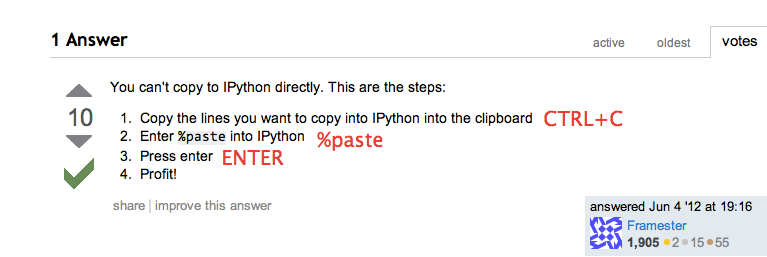 1 Answer
active oldest votes
You can't copy to IPython directly. This are the steps:
10
1. Copy the lines you want to copy into IPython into the clipboard CTRL+C
2. Enter %paste into IPython %paste
3. Press enter ENTER
4. Profit!
share | improve this answer
answered Jun 4 '12 at 19:16
Framester
1,905 ●2 ●15 ●55